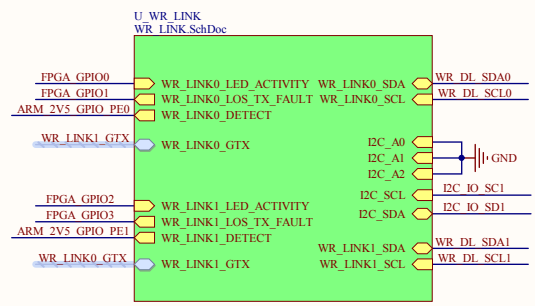 U_WR_LINK
WR_LINK.SchDoc
FPGA_GPIO0 WR_LINK0_LED_ACTIVITY WR_LINK0_SDA WR_DL_SDA0
FPGA_GPIO1 WR_LINK0_LOS_TX_FAULT WR_LINK0_SCL WR_DL_SCL0
ARM_2V5_GPIO_PE0 WR_LINK0_DETECT
WR_LINK1_GTX WR_LINK0_GTX I2C_A0
I2C_A1 GND
I2C_A2
FPGA_GPIO2 WR_LINK1_LED_ACTIVITY I2C_SCL I2C_IO_SC1
FPGA_GPIO3 WR_LINK1_LOS_TX_FAULT I2C_SDA I2C_IO_SD1
ARM_2V5_GPIO_PE1 WR_LINK1_DETECT WR_LINK1_SDA WR_DL_SDA1
WR_LINK0_GTX WR_LINK1_GTX WR_LINK1_SCL WR_DL_SCL1